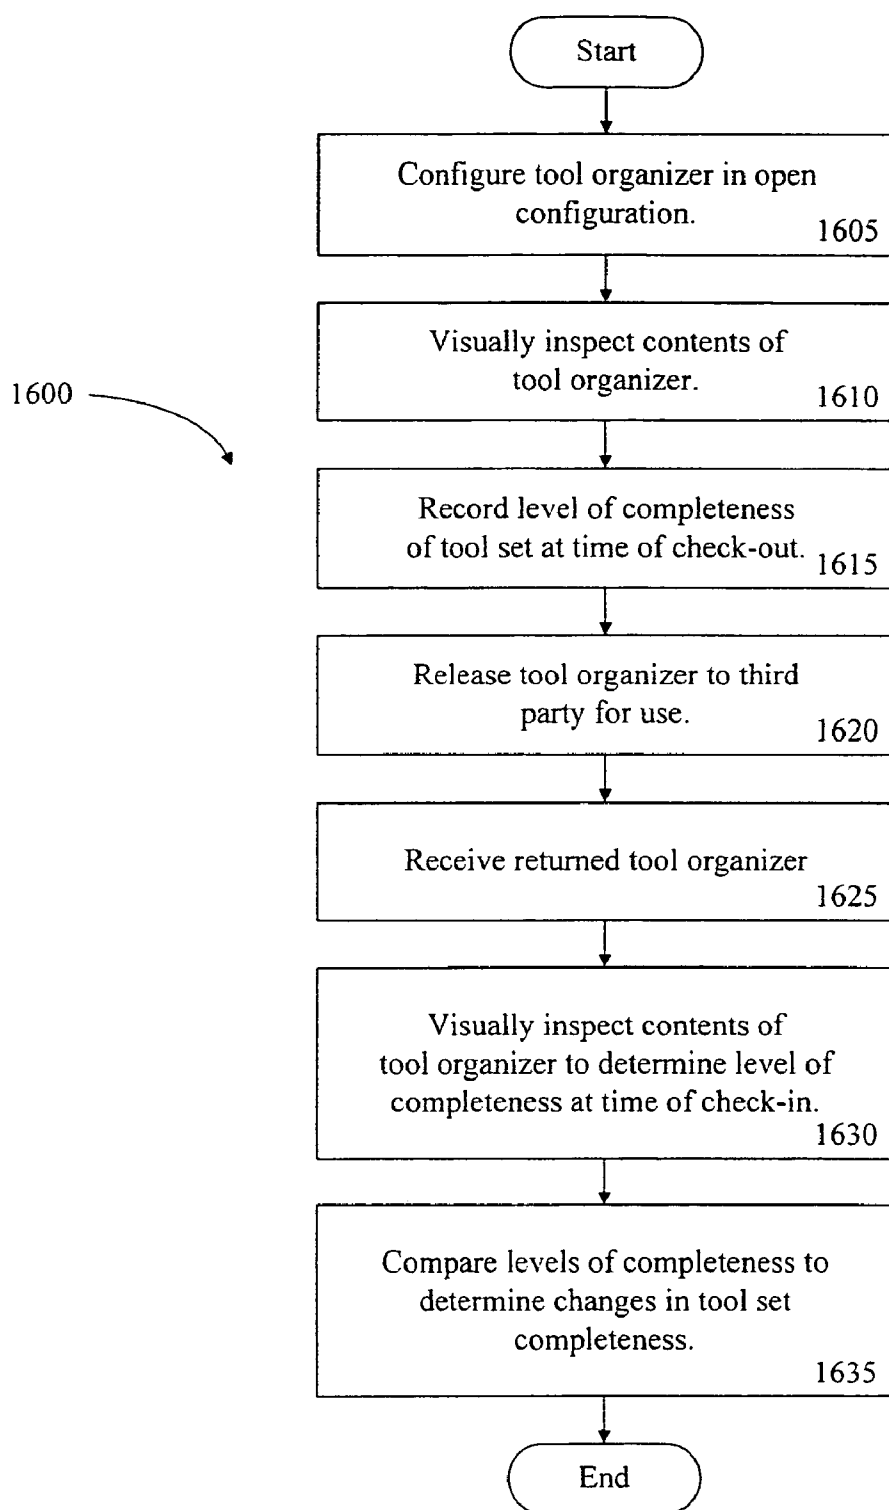 Start
Configure tool organizer in open
configuration.
1605
Visually inspect contents of
tool organizer.
1610
1600
Record level of completeness
of tool set at time of check-out.
1615
Release tool organizer to third
party for use.
1620
Receive returned tool organizer
1625
Visually inspect contents of
tool organizer to determine level of
completeness at time of check-in.
1630
Compare levels of completeness to
determine changes in tool set
completeness.
1635
End